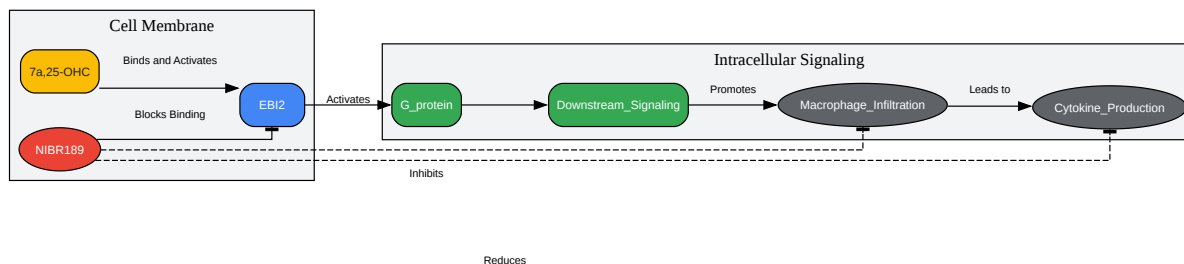 Cell Membrane
Intracellular Signaling
7a,25-OHC
Binds and Activates
EBI2
Activates
G_protein
Downstream_Signaling
Promotes
Macrophage_Infiltration
Leads to
Cytokine_Production
Blocks Binding
NIBR189
Inhibits
Reduces